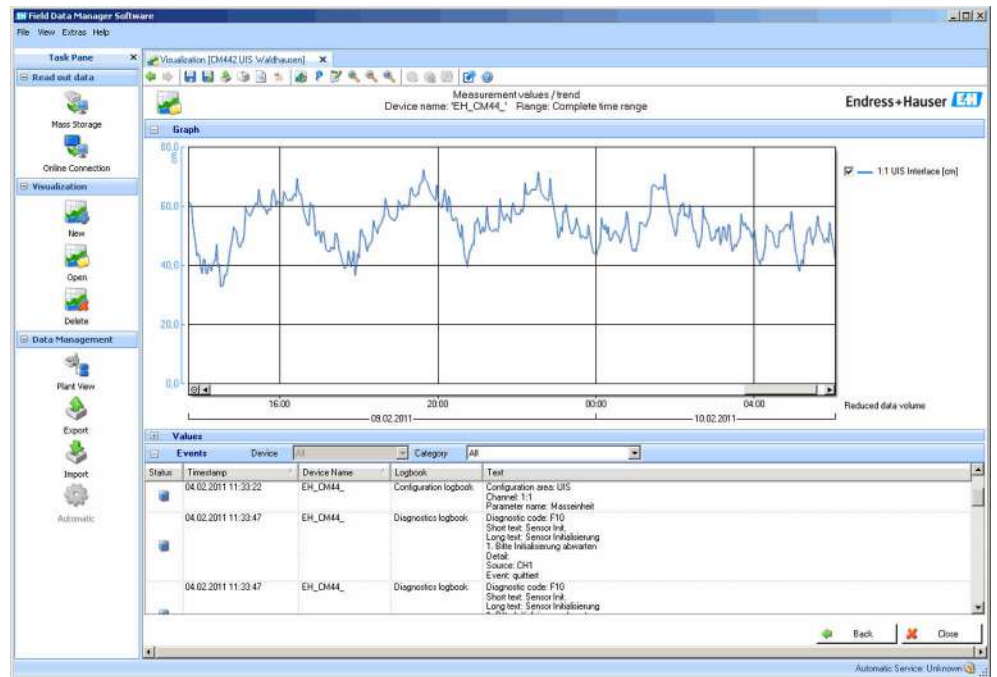 Field Data Manager Software
File View Extras Help
Task Pane
Read out data
Mass Storage
Online Connection
Visualization
New
Open
Delete
Data Management
Plant View
Export
Import
Automatic
Visualization [CM442 UIS Waldhausen]
Measurement values / trend
Device name: 'EH_CM44_' Range: Complete time range
Endress+Hauser EH
Graph
80,0
cm
60,0
40,0
20,0
0,0
1:1 UIS Interface [cm]
16:00 20:00 00:00 04:00
09.02.2011 10.02.2011
Reduced data volume
Values
Events Device All Category All
Status Timestamp Device Name Logbook Text
04.02.2011 11:33:22 EH_CM44_ Configuration logbook Configuration area: UIS
Channel: 1:1
Parameter name: Masseinheit
04.02.2011 11:33:47 EH_CM44_ Diagnostics logbook Diagnostic code: F10
Short text: Sensor Init.
Long text: Sensor Initialisierung
1. Bitte Initialisierung abwarten
Detail:
Source: CH1
Event: quittiert
04.02.2011 11:33:47 EH_CM44_ Diagnostics logbook Diagnostic code: F10
Short text: Sensor Init.
Long text: Sensor Initialisierung
Back Close
Automatic Service: Unknown